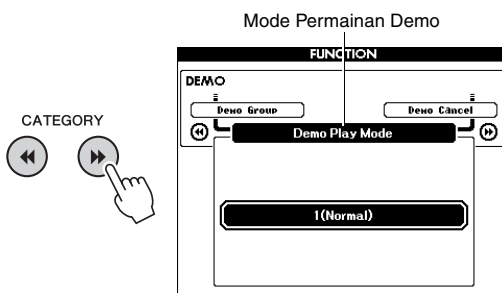 Mode Permainan Demo
FUNCTION
DEMO
Demo Group
Demo Cancel
CATEGORY
Demo Play Mode
1(Normal)